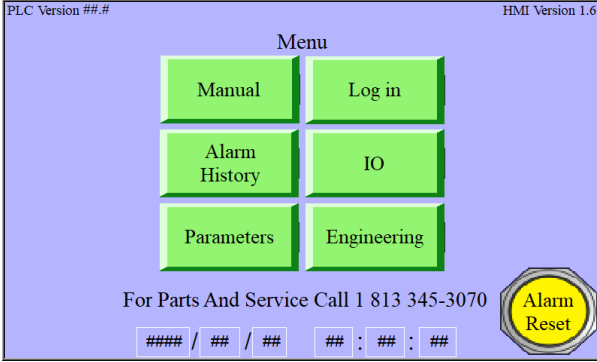 PLC Version ##.#
HMI Version 1.6
Menu
Manual
Log in
Alarm
History
IO
Parameters
Engineering
For Parts And Service Call 1 813 345-3070
Alarm
Reset
#### / ## / ## ## : ## : ##